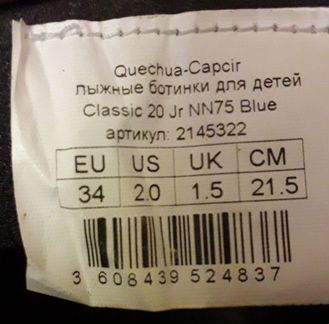 Quechua-Capcir
лыжные ботинки для детей
Classic 20 Jr NN75 Blue
артикул: 2145322
EU US UK CM
34 2.0 1.5 21.5
3 608439 524837